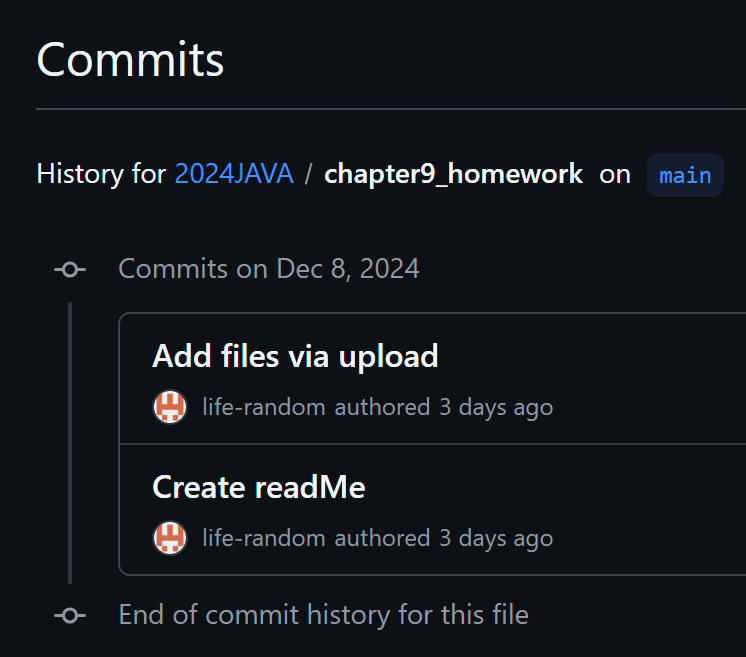 Commits
History for 2024JAVA / chapter9_homework on main
Commits on Dec 8, 2024
Add files via upload
life-random authored 3 days ago
Create readMe
life-random authored 3 days ago
End of commit history for this file